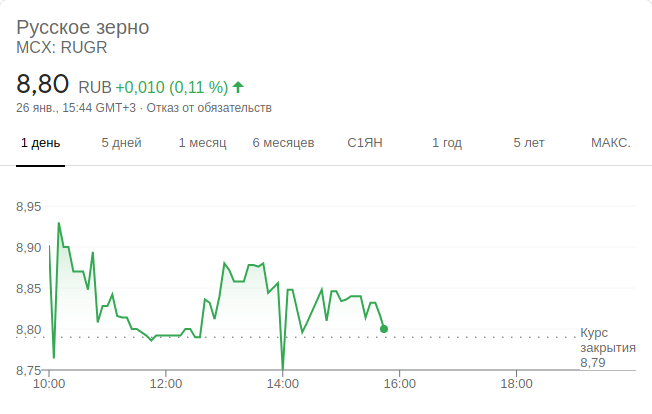 Русское зерно
MCX: RUGR
8,80 RUB +0,010 (0,11 %)
26 янв., 15:44 GMT+3 · Отказ от обязательств
1 день 5 дней 1 месяц 6 месяцев С1ЯН 1 год 5 лет МАКС.
8,95
8,90
8,85
8,80
Курс
закрытия
8,79
8,75
10:00 12:00 14:00 16:00 18:00